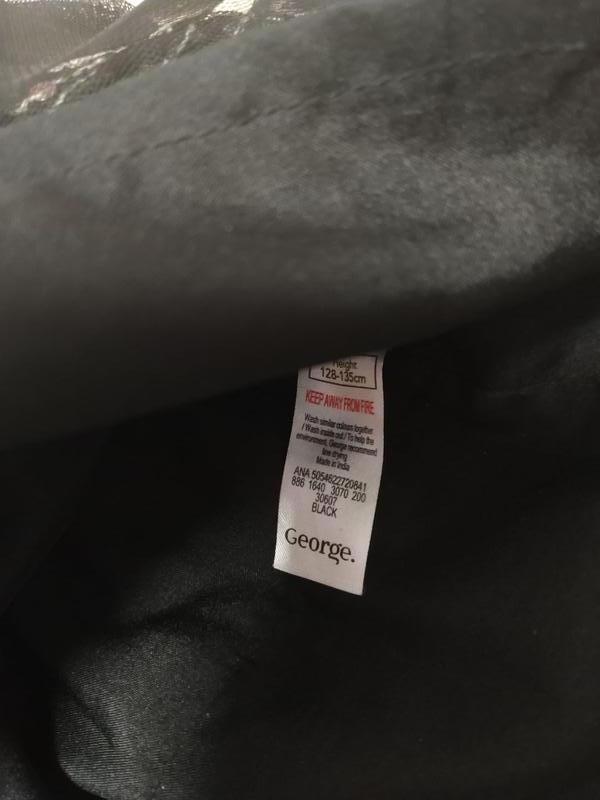 Height
128-135cm
KEEP AWAY FROM FIRE
Wash similar colours together
/ Wash inside out / To help the
environment, George recommend
line drying
Made in India
ANA 5054622720841
886 1640 3070 200
30607
BLACK
George.